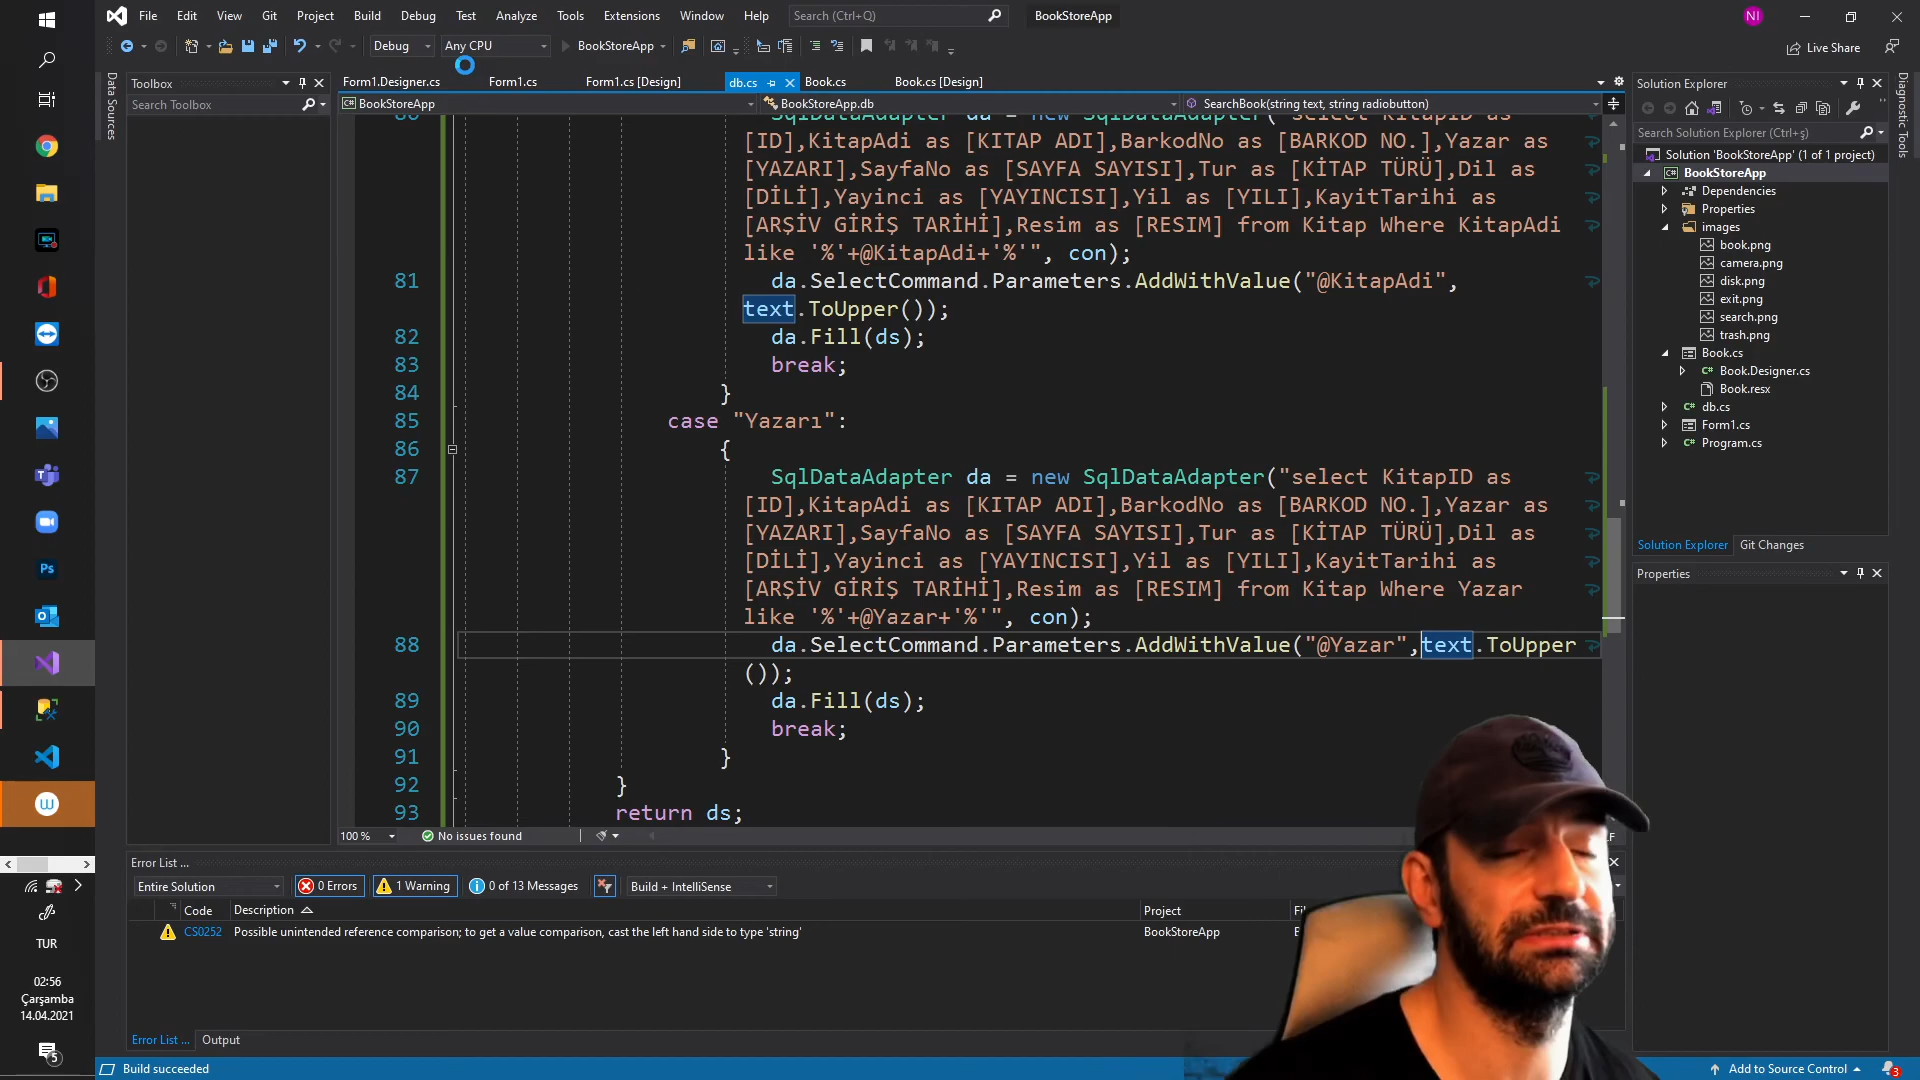 File Edit View Git Project Build Debug Test Analyze Tools Extensions Window Help Search (Ctrl+Q) BookStoreApp NI
Debug Any CPU BookStoreApp Live Share
Data Sources
Toolbox
Search Toolbox
Form1.Designer.cs Form1.cs Form1.cs [Design] db.cs Book.cs Book.cs [Design]
BookStoreApp BookStoreApp.db SearchBook(string text, string radiobutton)
80 SqlDataAdapter da = new SqlDataAdapter("select KitapID as
[ID],KitapAdi as [KITAP ADI],BarkodNo as [BARKOD NO.],Yazar as
[YAZARI],SayfaNo as [SAYFA SAYISI],Tur as [KİTAP TÜRÜ],Dil as
[DİLİ],Yayinci as [YAYINCISI],Yil as [YILI],KayitTarihi as
[ARŞİV GİRİŞ TARİHİ],Resim as [RESIM] from Kitap Where KitapAdi
like '%'+@KitapAdi+'%'", con);
81 da.SelectCommand.Parameters.AddWithValue("@KitapAdi",
text.ToUpper());
82 da.Fill(ds);
83 break;
84 }
85 case "Yazarı":
86 {
87 SqlDataAdapter da = new SqlDataAdapter("select KitapID as
[ID],KitapAdi as [KITAP ADI],BarkodNo as [BARKOD NO.],Yazar as
[YAZARI],SayfaNo as [SAYFA SAYISI],Tur as [KİTAP TÜRÜ],Dil as
[DİLİ],Yayinci as [YAYINCISI],Yil as [YILI],KayitTarihi as
[ARŞİV GİRİŞ TARİHİ],Resim as [RESIM] from Kitap Where Yazar
like '%'+@Yazar+'%'", con);
88 da.SelectCommand.Parameters.AddWithValue("@Yazar",text.ToUpper
());
89 da.Fill(ds);
90 break;
91 }
92 }
93 return ds;
100 % No issues found
Solution Explorer
Search Solution Explorer (Ctrl+ş)
Solution 'BookStoreApp' (1 of 1 project)
BookStoreApp
Dependencies
Properties
images
book.png
camera.png
disk.png
exit.png
search.png
trash.png
Book.cs
Book.Designer.cs
Book.resx
db.cs
Form1.cs
Program.cs
Solution Explorer Git Changes
Properties
Diagnostic Tools
Error List ...
Entire Solution 0 Errors 1 Warning 0 of 13 Messages Build + IntelliSense
Code Description Project
CS0252 Possible unintended reference comparison; to get a value comparison, cast the left hand side to type 'string' BookStoreApp
Error List ... Output
Build succeeded Add to Source Control 3
Ps
TUR
02:56
Çarşamba
14.04.2021
5